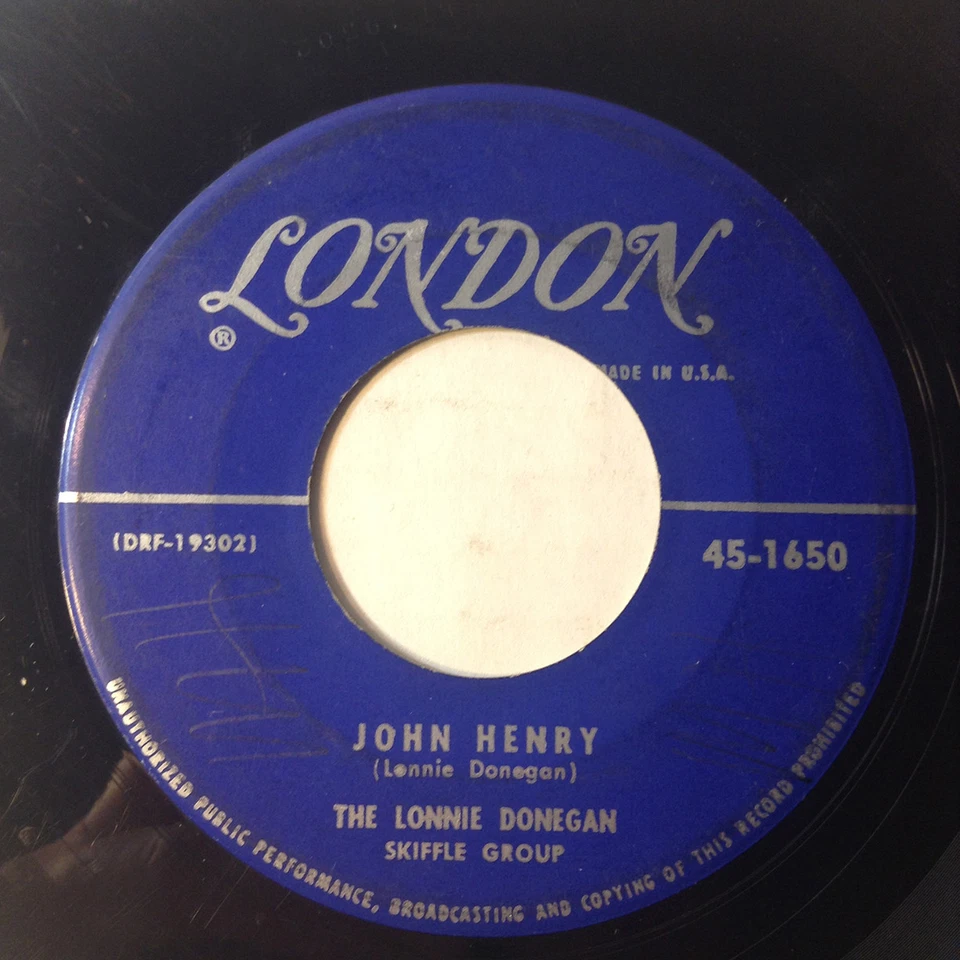 LONDON
®
MADE IN U.S.A.
(DRF-19302)
45-1650
JOHN HENRY
(Lonnie Donegan)
THE LONNIE DONEGAN
SKIFFLE GROUP
UNAUTHORIZED PUBLIC PERFORMANCE, BROADCASTING AND COPYING OF THIS RECORD PROHIBITED